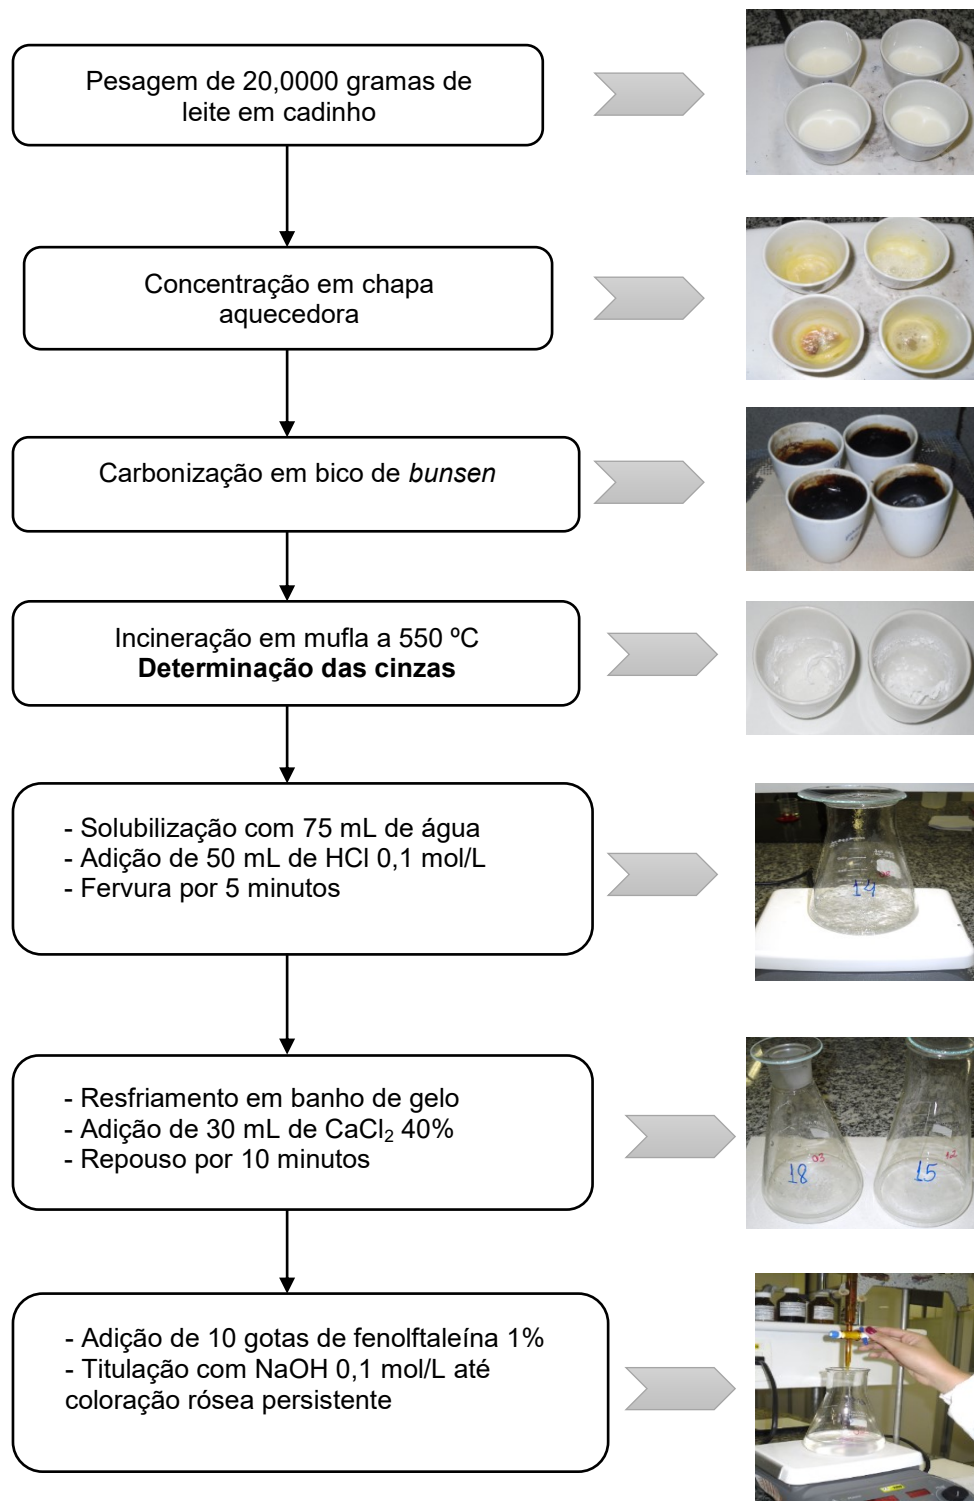 Pesagem de 20,0000 gramas de
leite em cadinho
Concentração em chapa
aquecedora
Carbonização em bico de bunsen
Incineração em mufla a 550 ºC
Determinação das cinzas
- Solubilização com 75 mL de água
- Adição de 50 mL de HCl 0,1 mol/L
- Fervura por 5 minutos
19
- Resfriamento em banho de gelo
- Adição de 30 mL de CaCl₂ 40%
- Repouso por 10 minutos
18
03
15
- Adição de 10 gotas de fenolftaleína 1%
- Titulação com NaOH 0,1 mol/L até
coloração rósea persistente